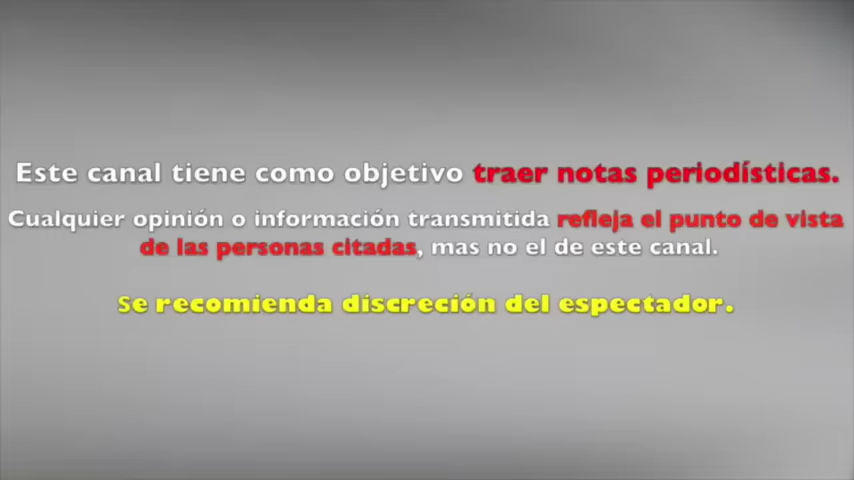 Este canal tiene como objetivo traer notas periodísticas.
Cualquier opinión o información transmitida refleja el punto de vista
de las personas citadas, mas no el de este canal.
Se recomienda discreción del espectador.